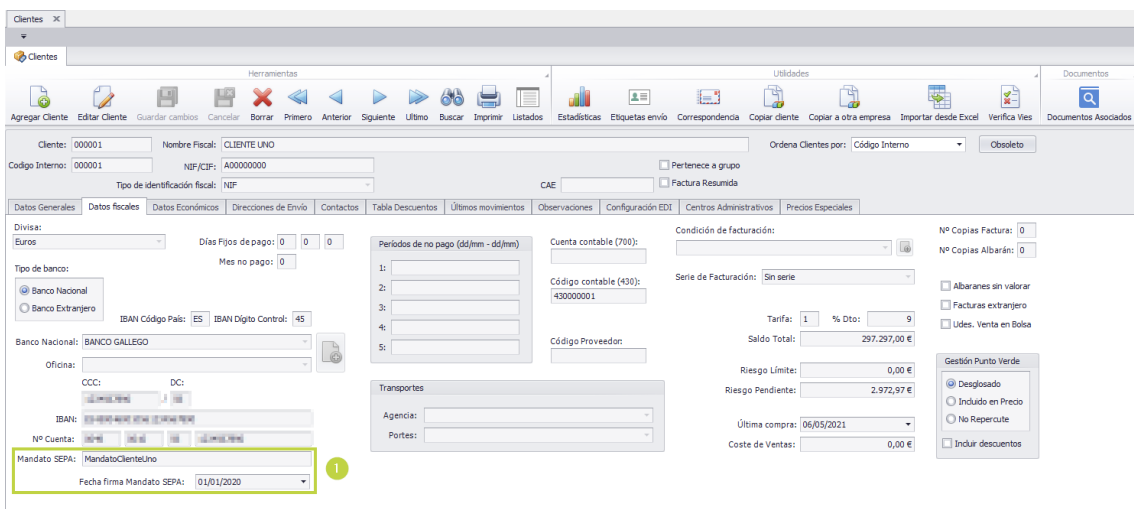 Clientes
Clientes
Herramientas
Utilidades
Documentos
Agregar Cliente Editar Cliente Guardar cambios Cancelar Borrar Primero Anterior Siguiente Ultimo Buscar Imprimir Listados Estadísticas Etiquetas envío Correspondencia Copiar cliente Copiar a otra empresa Importar desde Excel Verifica Vies Documentos Asociados
Cliente: 000001 Nombre Fiscal: CLIENTE UNO Ordena Clientes por: Código Interno Obsoleto
Codigo Interno: 000001 NIF/CIF: A00000000 Pertenece a grupo
Tipo de identificación fiscal: NIF CAE Factura Resumida
Datos Generales Datos fiscales Datos Económicos Direcciones de Envío Contactos Tabla Descuentos Últimos movimientos Observaciones Configuración EDI Centros Administrativos Precios Especiales
Divisa:
Euros
Días Fijos de pago: 0 0 0
Mes no pago: 0
Tipo de banco:
Banco Nacional
Banco Extranjero
IBAN Código País: ES IBAN Dígito Control: 45
Banco Nacional: BANCO GALLEGO
Oficina:
CCC: DC:
/
IBAN:
Nº Cuenta:
Mandato SEPA: MandatoClienteUno
Fecha firma Mandato SEPA: 01/01/2020
1
Períodos de no pago (dd/mm - dd/mm)
1:
2:
3:
4:
5:
Transportes
Agencia:
Portes:
Cuenta contable (700):
Código contable (430):
430000001
Código Proveedor:
Condición de facturación:
Serie de Facturación: Sin serie
Tarifa: 1 % Dto: 9
Saldo Total: 297.297,00 €
Riesgo Límite: 0,00 €
Riesgo Pendiente: 2.972,97 €
Última compra: 06/05/2021
Coste de Ventas: 0,00 €
Nº Copias Factura: 0
Nº Copias Albarán: 0
Albaranes sin valorar
Facturas extranjero
Udes. Venta en Bolsa
Gestión Punto Verde
Desglosado
Incluido en Precio
No Repercute
Incluir descuentos